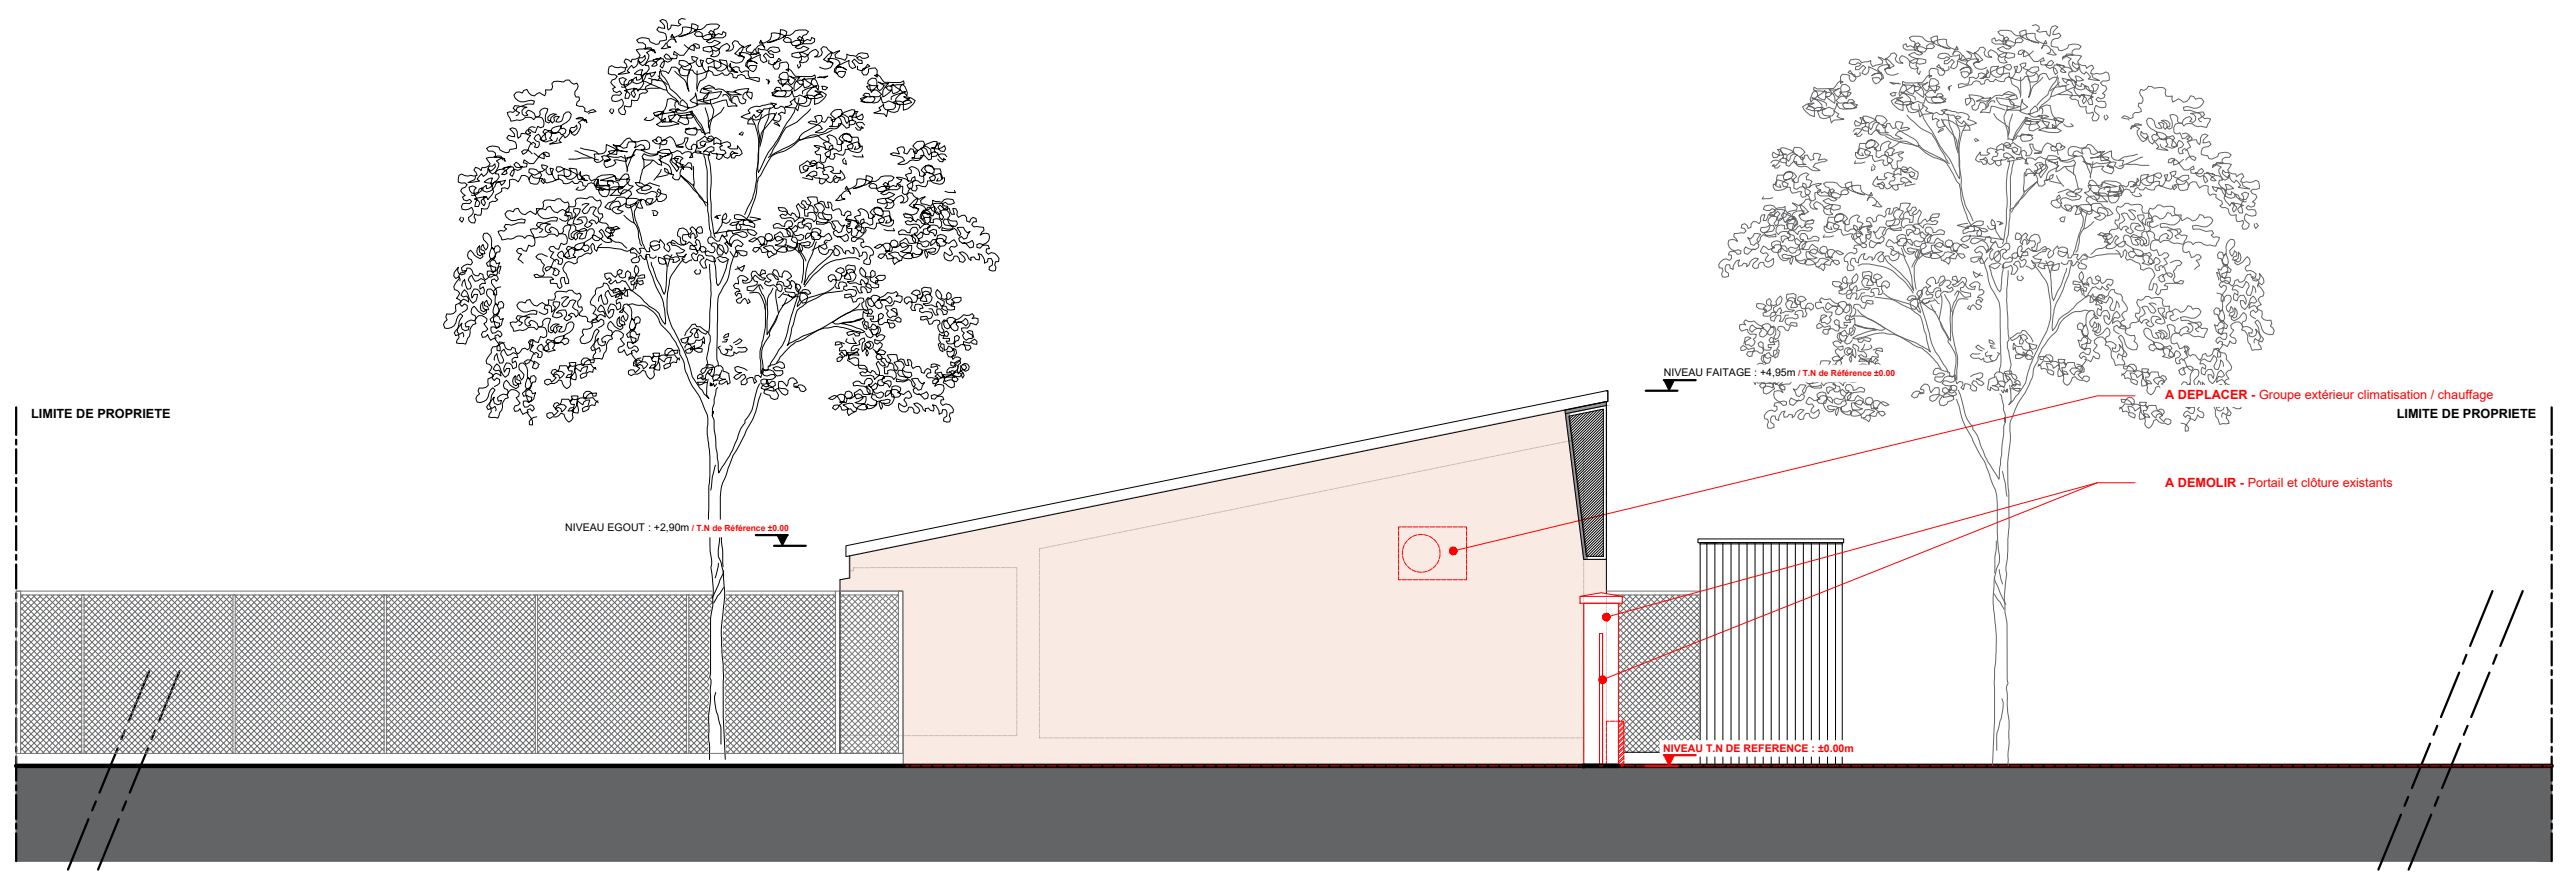 NIVEAU FAITAGE : +4,95m / T.N de Référence ±0.00
A DEPLACER - Groupe extérieur climatisation / chauffage
LIMITE DE PROPRIETE
LIMITE DE PROPRIETE
A DEMOLIR - Portail et clôture existants
NIVEAU EGOUT : +2,90m / T.N de Référence ±0.00
NIVEAU T.N DE REFERENCE : ±0.00m